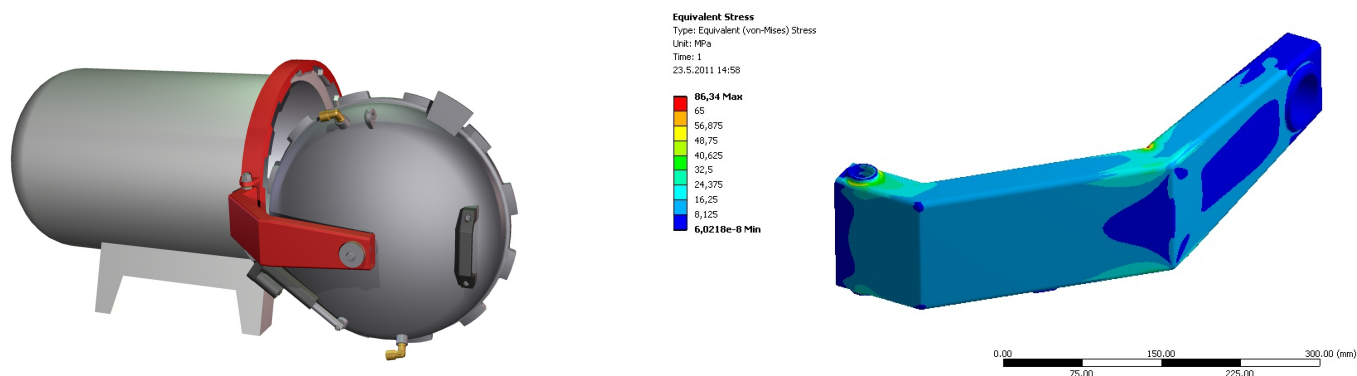 Equivalent Stress
Type: Equivalent (von-Mises) Stress
Unit: MPa
Time: 1
23.5.2011 14:58
86,34 Max
65
56,875
48,75
40,625
32,5
24,375
16,25
8,125
6,0218e-8 Min
0.00 150.00 300.00 (mm)
75.00 225.00